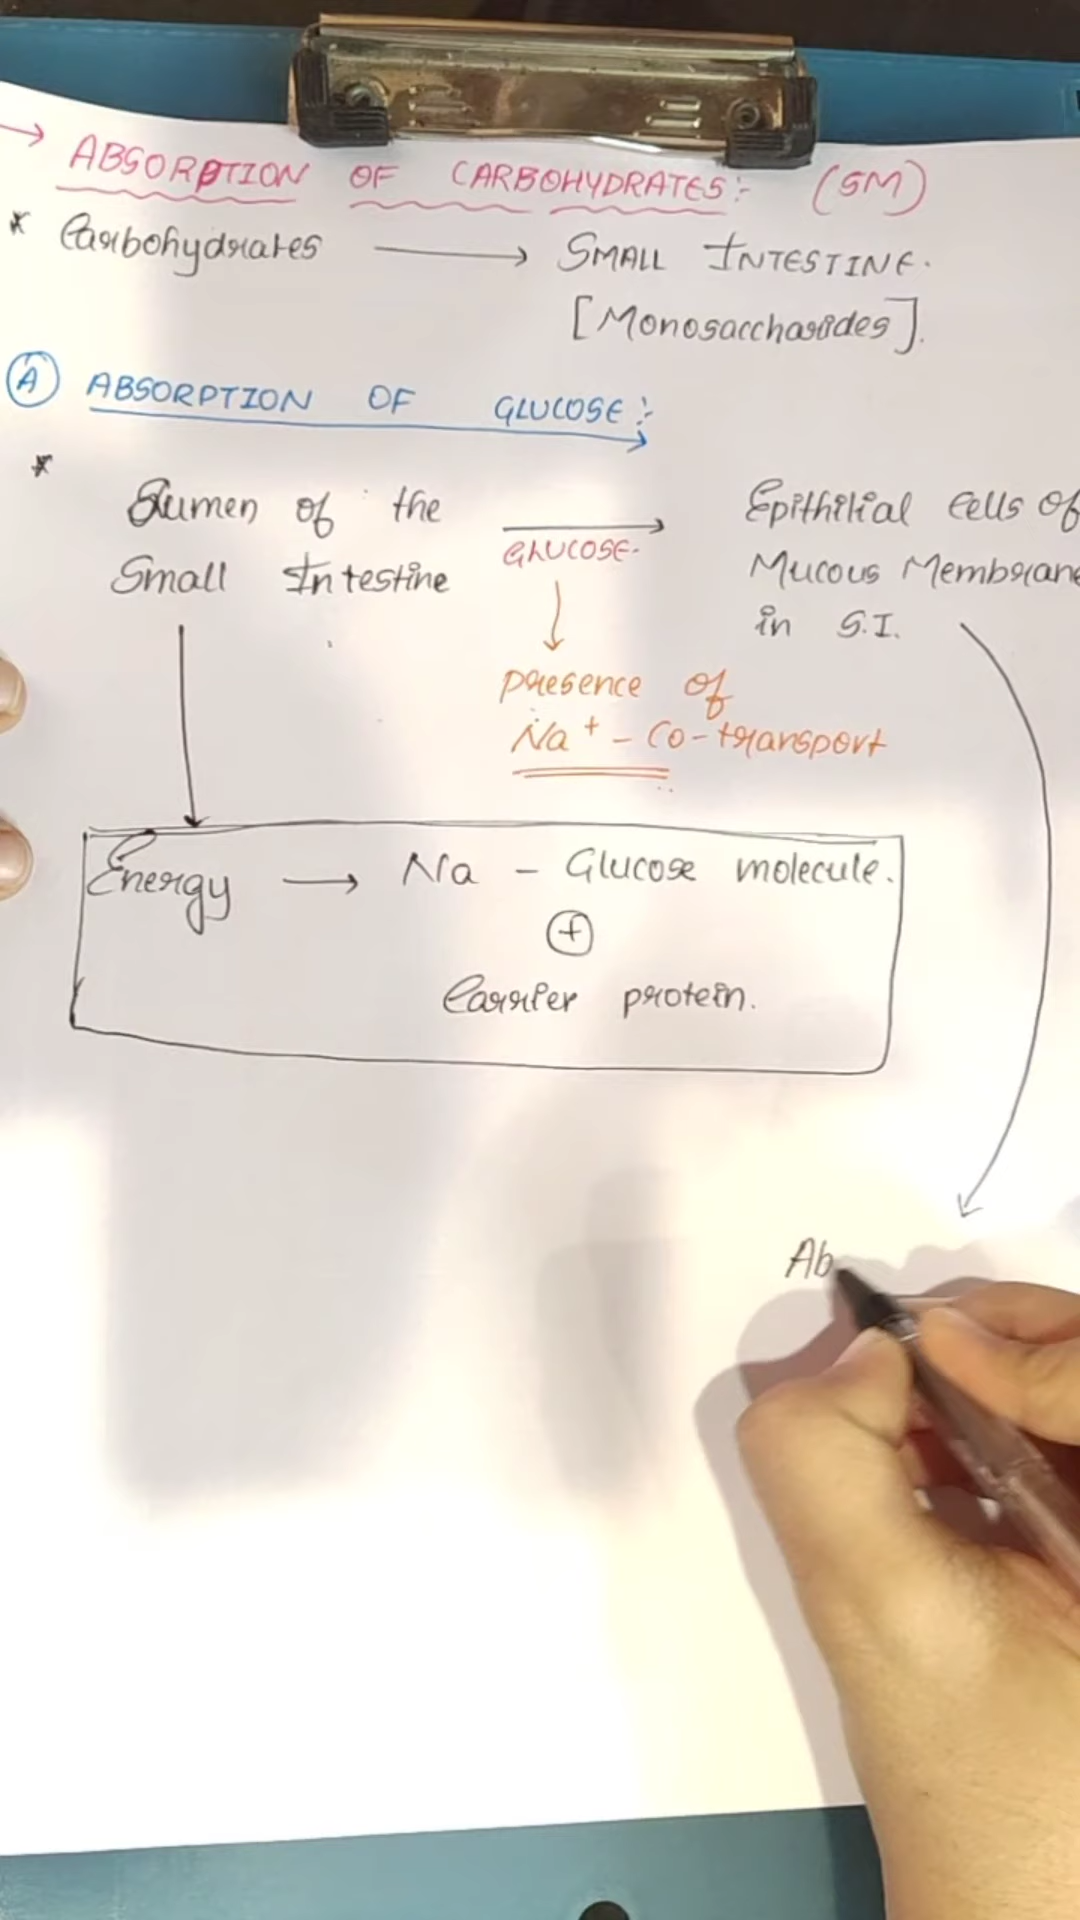 → ABSORPTION OF CARBOHYDRATES:- (5M)
* Carbohydrates → SMALL INTESTINE.
[Monosaccharides].
(A) ABSORPTION OF GLUCOSE:-
* Lumen of the
Small Intestine
→
GLUCOSE.
↓
presence of
Na+ - Co-transport
Epithilial Cells Of
Mucous Membrane
in S.I.
Energy → Na - Glucose molecule.
+
Carrier protein.
Ab